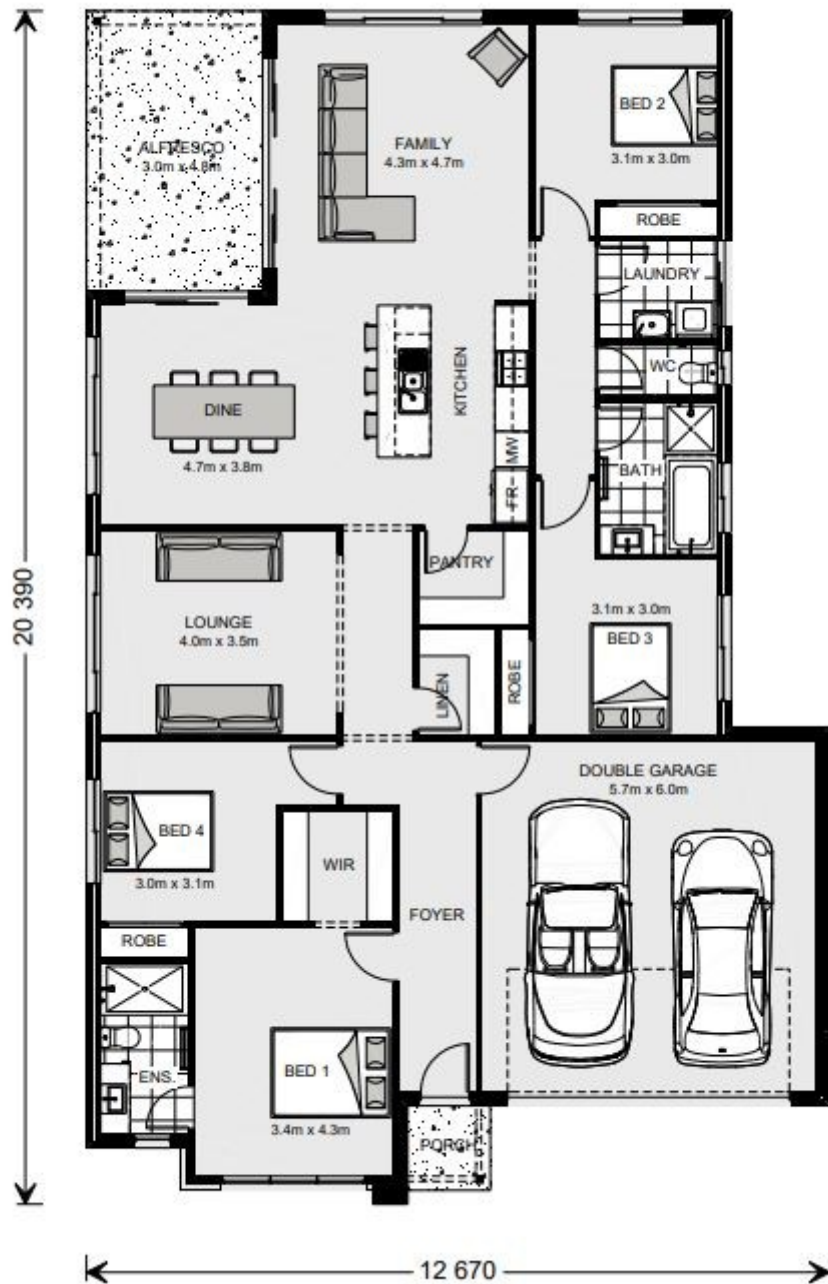 BED 2
3.1m x 3.0m
FAMILY
4.3m x 4.7m
ALFRESCO
3.0m x 4.8m
ROBE
LAUNDRY
WC
KITCHEN
DINE
4.7m x 3.8m
MW
FR
BATH
PANTRY
LOUNGE
4.0m x 3.5m
3.1m x 3.0m
BED 3
LINEN
ROBE
20 390
DOUBLE GARAGE
5.7m x 6.0m
BED 4
3.0m x 3.1m
WIR
FOYER
ROBE
ENS.
BED 1
3.4m x 4.3m
PORCH
12 670